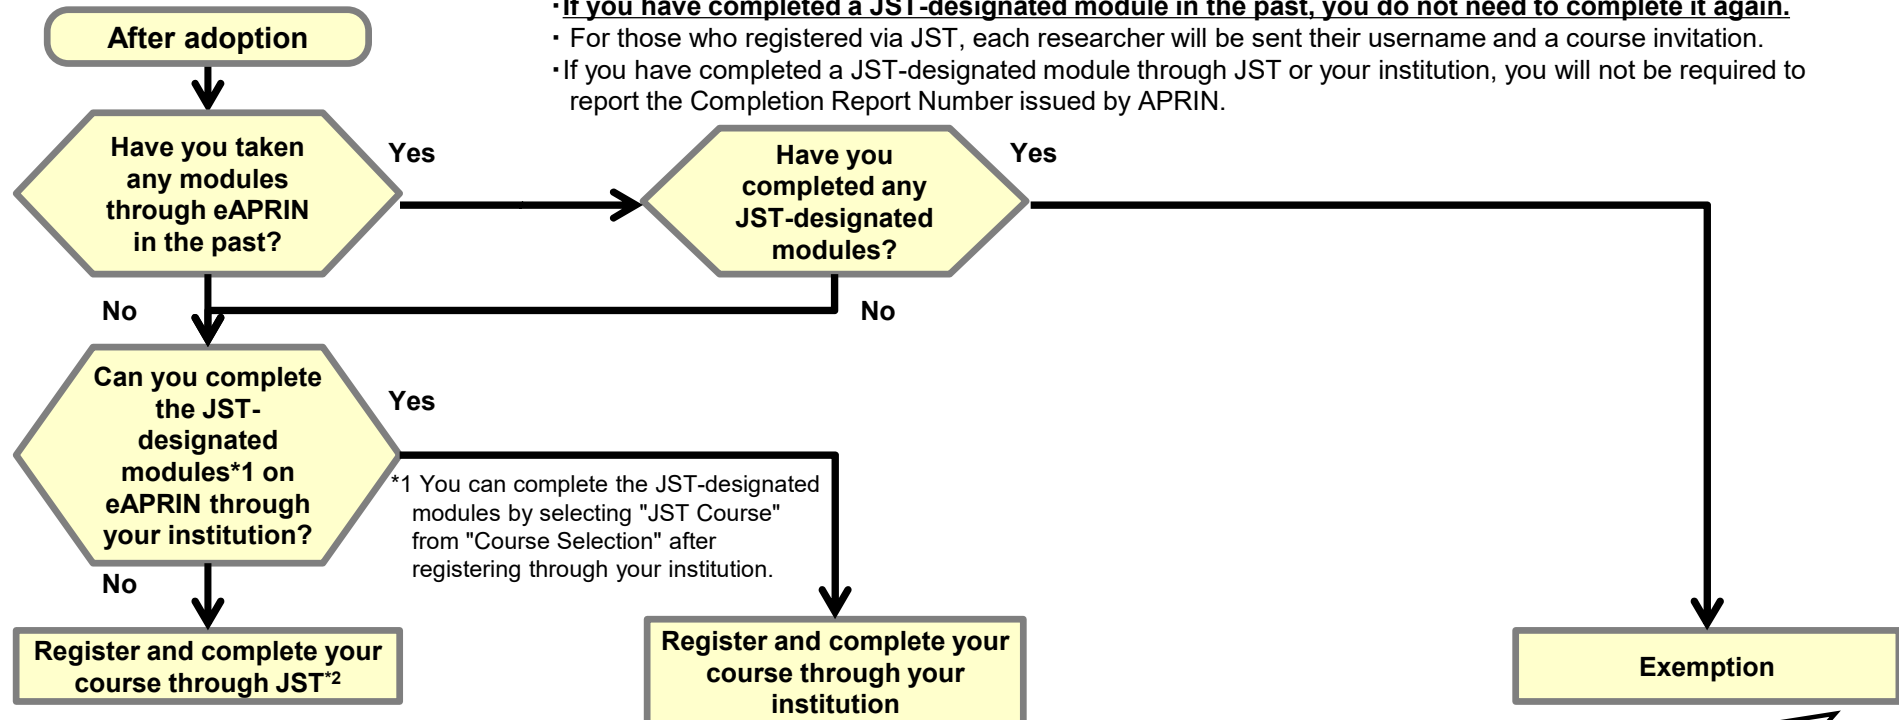 ・If you have completed a JST-designated module in the past, you do not need to complete it again.
・For those who registered via JST, each researcher will be sent their username and a course invitation.
・If you have completed a JST-designated module through JST or your institution, you will not be required to
report the Completion Report Number issued by APRIN.
After adoption
Have you taken
any modules
through eAPRIN
in the past?
Yes
Have you
completed any
JST-designated
modules?
Yes
No
No
Can you complete
the JST-
designated
modules*1 on
eAPRIN through
your institution?
Yes
*1 You can complete the JST-designated
modules by selecting "JST Course"
from "Course Selection" after
registering through your institution.
No
Register and complete your
course through JST*2
Register and complete your
course through your
institution
Exemption